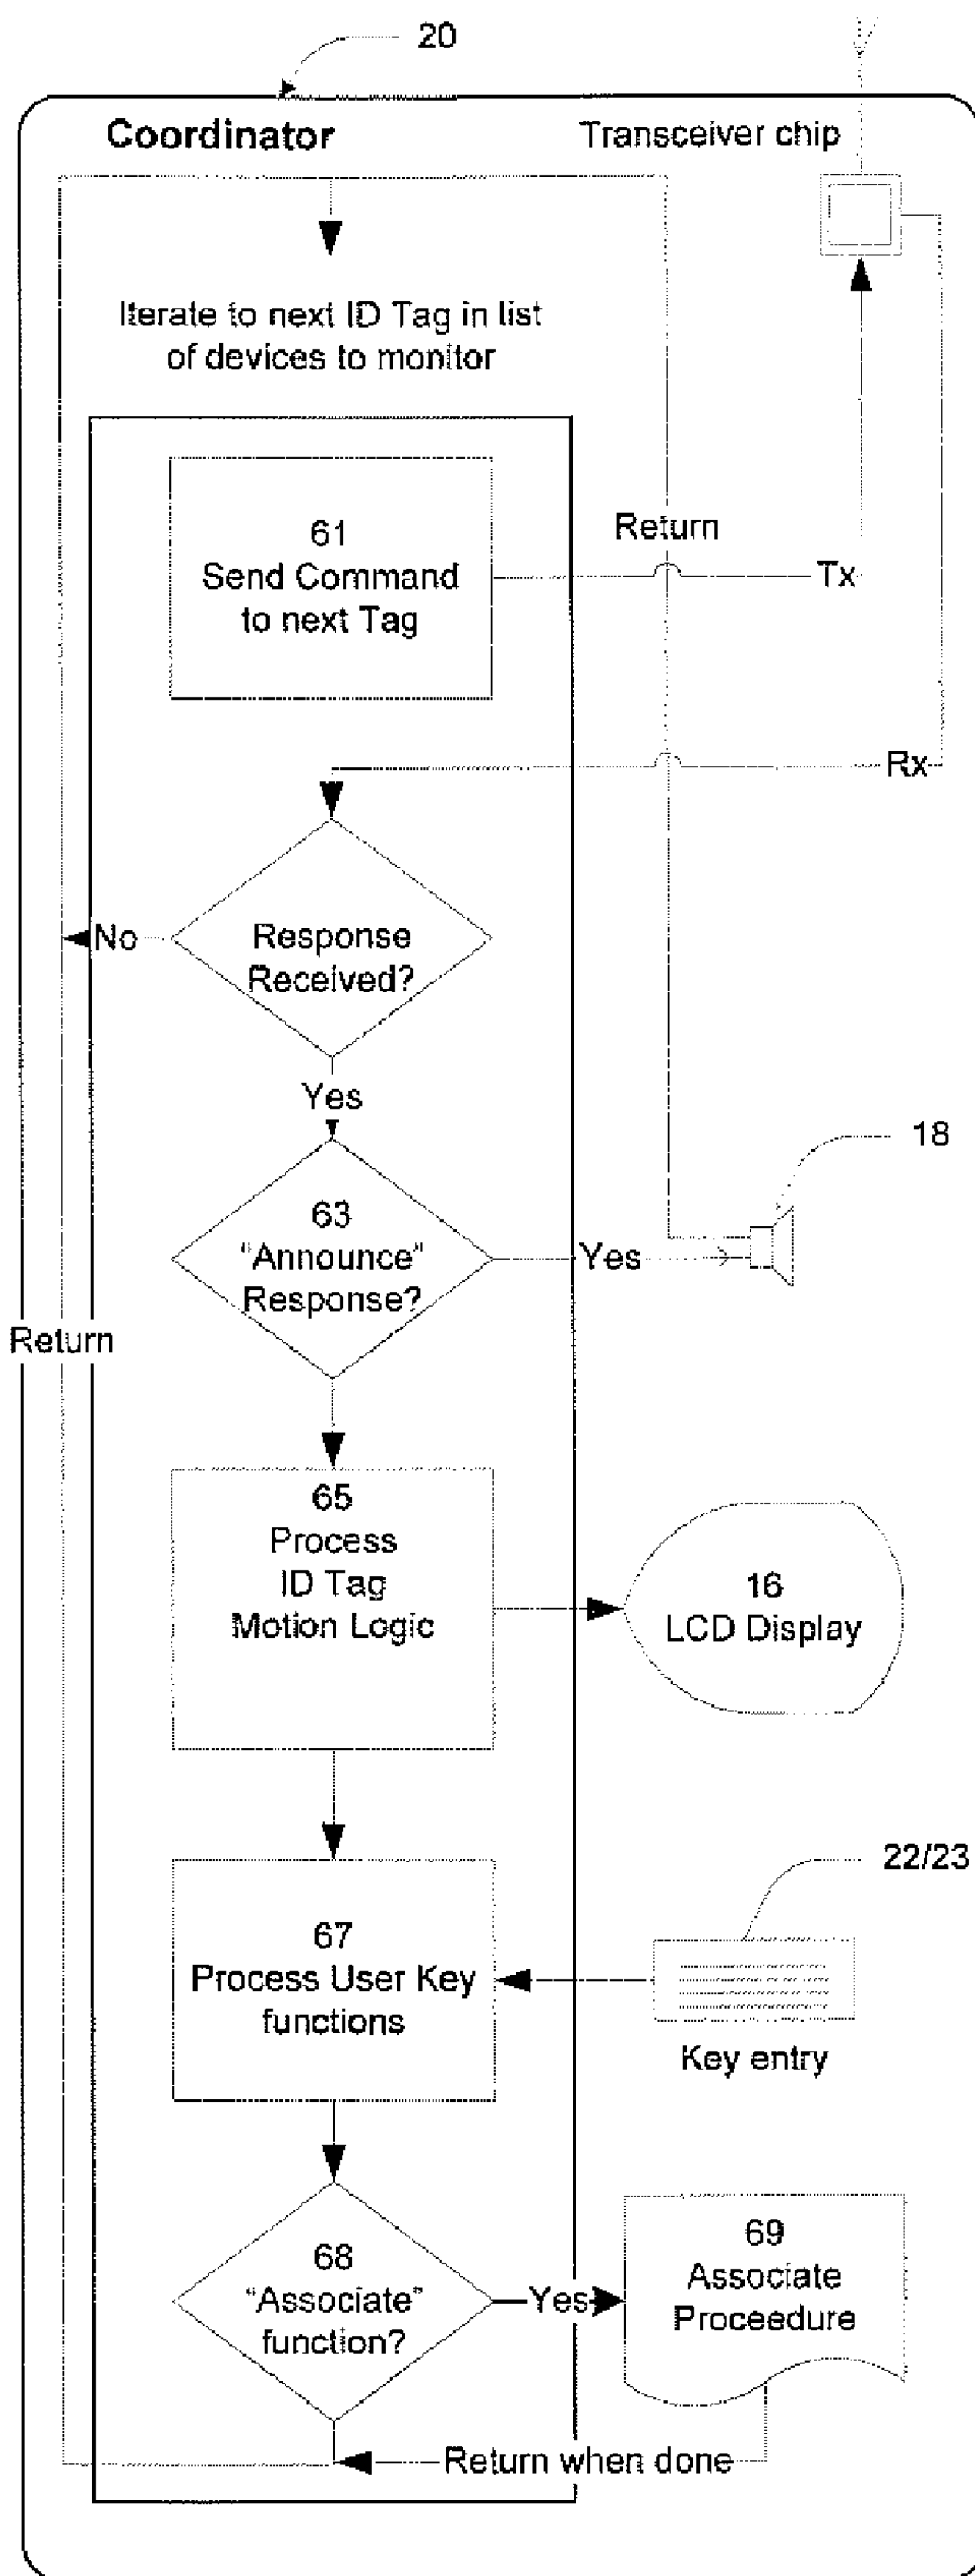 20
Coordinator
Transceiver chip
Iterate to next ID Tag in list
of devices to monitor
61
Send Command
to next Tag
Return
Tx
Rx
Response
Received?
No
Yes
18
63
“Announce”
Response?
Yes
Return
65
Process
ID Tag
Motion Logic
16
LCD Display
22/23
67
Process User Key
functions
Key entry
68
“Associate”
function?
Yes
69
Associate
Proceedure
Return when done